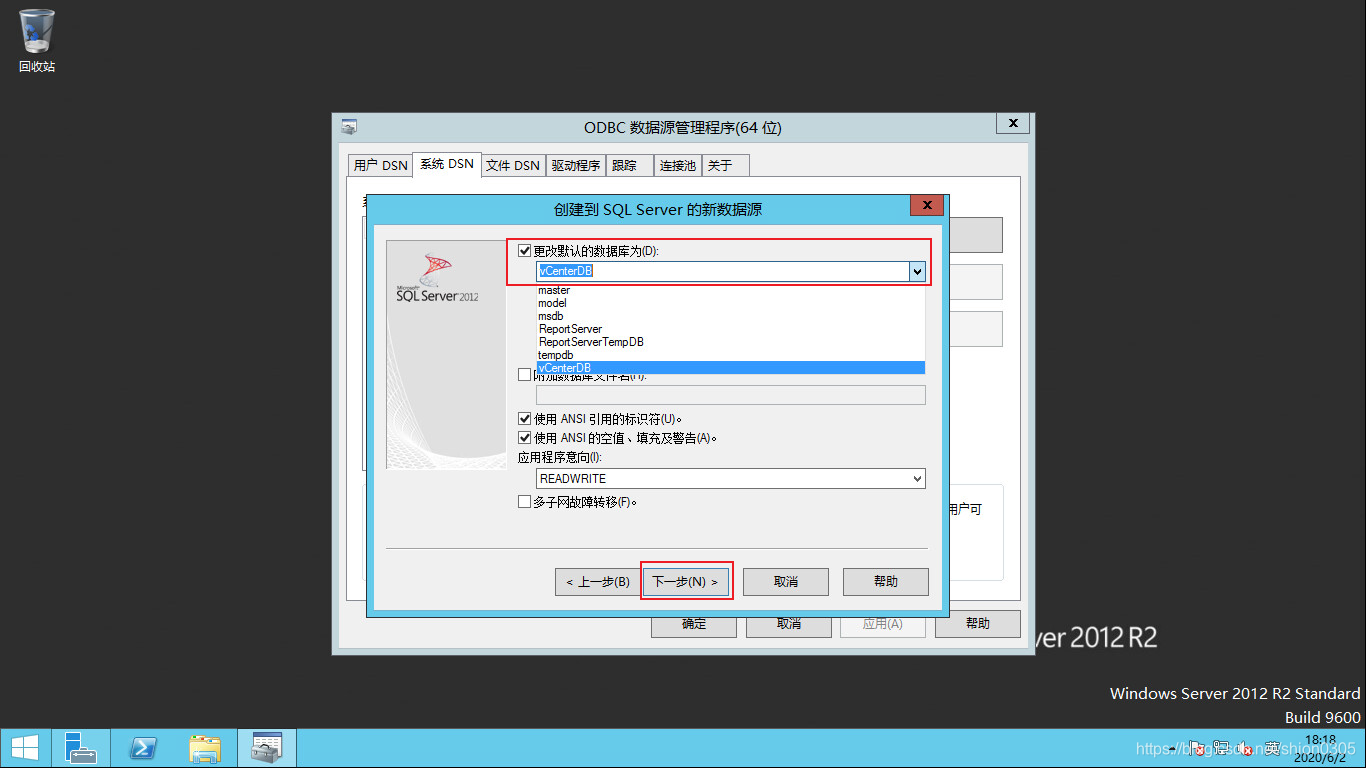 回收站
ODBC 数据源管理程序(64 位)
用户 DSN
系统 DSN
文件 DSN
驱动程序
跟踪
连接池
关于
创建到 SQL Server 的新数据源
Microsoft
SQL Server 2012
更改默认的数据库为(D):
vCenterDB
master
model
msdb
ReportServer
ReportServerTempDB
tempdb
vCenterDB
附加数据库文件名(H):
使用 ANSI 引用的标识符(U)。
使用 ANSI 的空值、填充及警告(A)。
应用程序意向(I):
READWRITE
多子网故障转移(F)。
用户可
< 上一步(B)
下一步(N) >
取消
帮助
确定
取消
应用(A)
帮助
ver 2012 R2
Windows Server 2012 R2 Standard
Build 9600
英
18:18
2020/6/2